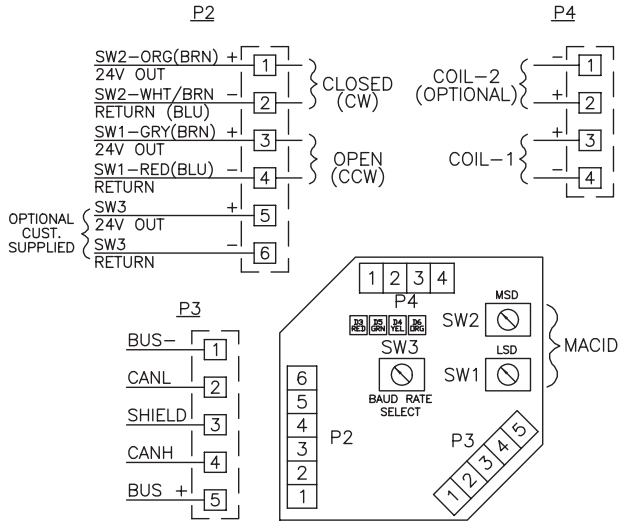 P2
SW2-ORG(BRN) +
24V OUT
1
SW2-WHT/BRN -
RETURN (BLU)
2
CLOSED
(CW)
SW1-GRY(BRN) +
24V OUT
3
SW1-RED(BLU) -
RETURN
4
OPEN
(CCW)
OPTIONAL
CUST.
SUPPLIED
SW3 +
24V OUT
5
SW3 -
RETURN
6
P4
COIL-2
(OPTIONAL)
- 1
+ 2
COIL-1
+ 3
- 4
P3
BUS- 1
CANL 2
SHIELD 3
CANH 4
BUS + 5
1 2 3 4
P4
D3 RED
D5 GRN
D4 YEL
D6 ORG
SW3
BAUD RATE
SELECT
MSD
SW2
LSD
SW1
MACID
6
5
4
3
2
1
P2
P3
1 2 3 4 5